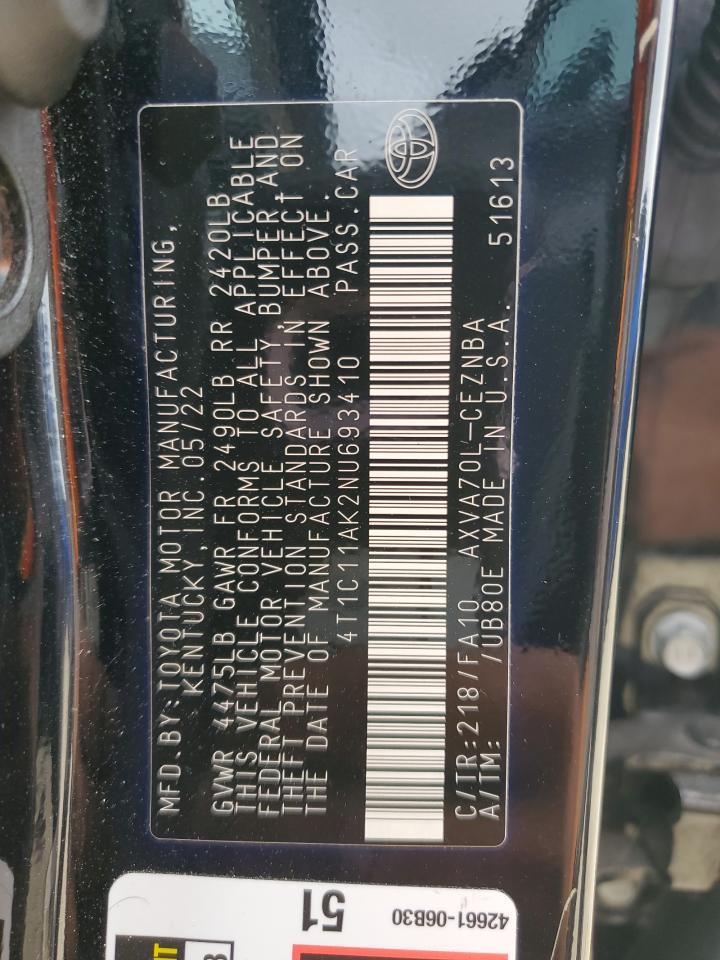 MFD.BY:TOYOTA MOTOR MANUFACTURING,
KENTUCKY,INC.05/22
GVWR 4475LB GAWR FR 2490LB RR 2420LB
THIS VEHICLE CONFORMS TO ALL APPLICABLE
FEDERAL MOTOR VEHICLE SAFETY,BUMPER,AND
THEFT PREVENTION STANDARDS IN EFFECT ON
THE DATE OF MANUFACTURE SHOWN ABOVE.
4T1C11AK2NU693410 PASS.CAR
C/TR:218/FA10 AXVA70L-CEZNBA
A/TM: /UB80E MADE IN U.S.A. 51613
51
42661-06B30